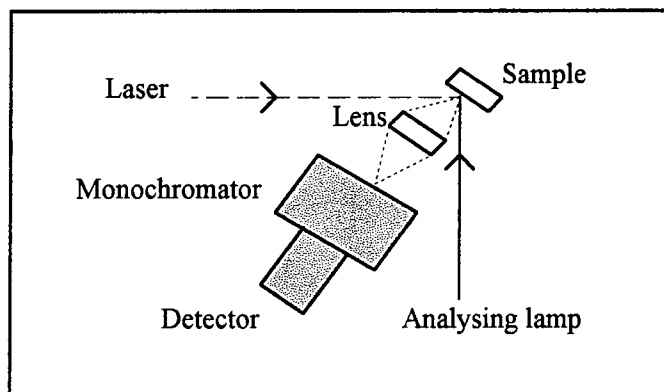 Sample
Laser
Lens
Monochromator
Detector
Analysing lamp